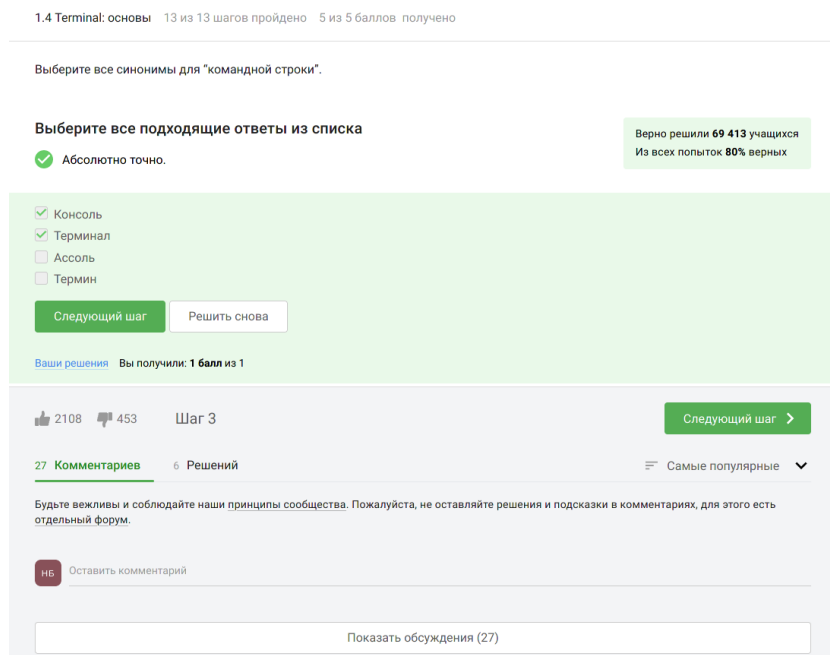 1.4 Terminal: основы 13 из 13 шагов пройдено 5 из 5 баллов получено
Выберите все синонимы для "командной строки".
Выберите все подходящие ответы из списка
Верно решили 69 413 учащихся
Из всех попыток 80% верных
Абсолютно точно.
Консоль
Терминал
Ассоль
Термин
Следующий шаг Решить снова
Ваши решения Вы получили: 1 балл из 1
2108 453 Шаг 3 Следующий шаг
27 Комментариев 6 Решений Самые популярные
Будьте вежливы и соблюдайте наши принципы сообщества. Пожалуйста, не оставляйте решения и подсказки в комментариях, для этого есть
отдельный форум.
НБ Оставить комментарий
Показать обсуждения (27)